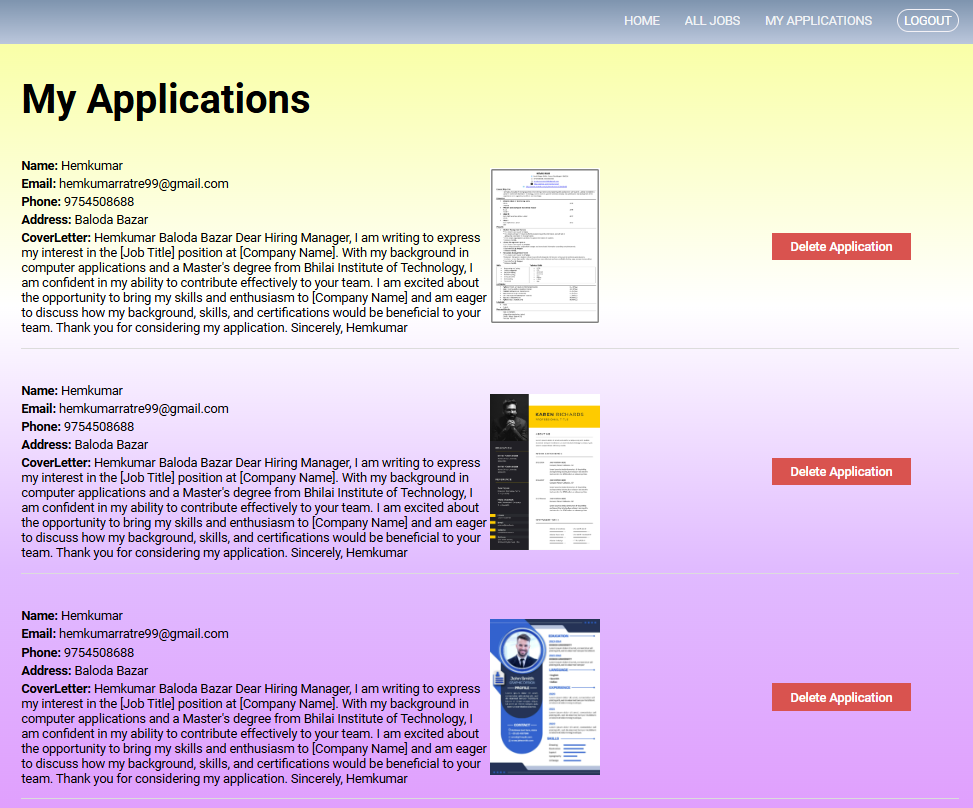 HOME ALL JOBS MY APPLICATIONS LOGOUT
My Applications
Name: Hemkumar
Email: hemkumarratre99@gmail.com
Phone: 9754508688
Address: Baloda Bazar
CoverLetter: Hemkumar Baloda Bazar Dear Hiring Manager, I am writing to express
my interest in the [Job Title] position at [Company Name]. With my background in
computer applications and a Master's degree from Bhilai Institute of Technology, I
am confident in my ability to contribute effectively to your team. I am excited about
the opportunity to bring my skills and enthusiasm to [Company Name] and am eager
to discuss how my background, skills, and certifications would be beneficial to your
team. Thank you for considering my application. Sincerely, Hemkumar
Delete Application
Name: Hemkumar
Email: hemkumarratre99@gmail.com
Phone: 9754508688
Address: Baloda Bazar
CoverLetter: Hemkumar Baloda Bazar Dear Hiring Manager, I am writing to express
my interest in the [Job Title] position at [Company Name]. With my background in
computer applications and a Master's degree from Bhilai Institute of Technology, I
am confident in my ability to contribute effectively to your team. I am excited about
the opportunity to bring my skills and enthusiasm to [Company Name] and am eager
to discuss how my background, skills, and certifications would be beneficial to your
team. Thank you for considering my application. Sincerely, Hemkumar
KAREN RICHARDS
Delete Application
Name: Hemkumar
Email: hemkumarratre99@gmail.com
Phone: 9754508688
Address: Baloda Bazar
CoverLetter: Hemkumar Baloda Bazar Dear Hiring Manager, I am writing to express
my interest in the [Job Title] position at [Company Name]. With my background in
computer applications and a Master's degree from Bhilai Institute of Technology, I
am confident in my ability to contribute effectively to your team. I am excited about
the opportunity to bring my skills and enthusiasm to [Company Name] and am eager
to discuss how my background, skills, and certifications would be beneficial to your
team. Thank you for considering my application. Sincerely, Hemkumar
John Smith
PROFILE
CONTACT
EDUCATION
LANGUAGE
EXPERIENCE
SKILLS
Delete Application